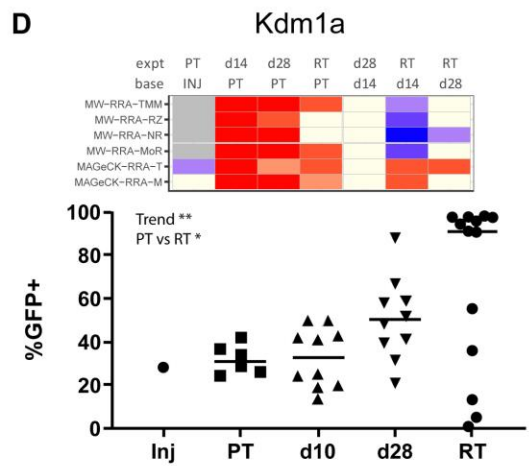 D
Kdm1a
expt PT d14 d28 RT d28 RT RT
base INJ PT PT PT d14 d14 d28
MW-RRA-TMM
MW-RRA-RZ
MW-RRA-NR
MW-RRA-MoR
MAGeCK-RRA-T
MAGeCK-RRA-M
Trend **
PT vs RT *
%GFP+
100
80
60
40
20
0
Inj PT d10 d28 RT